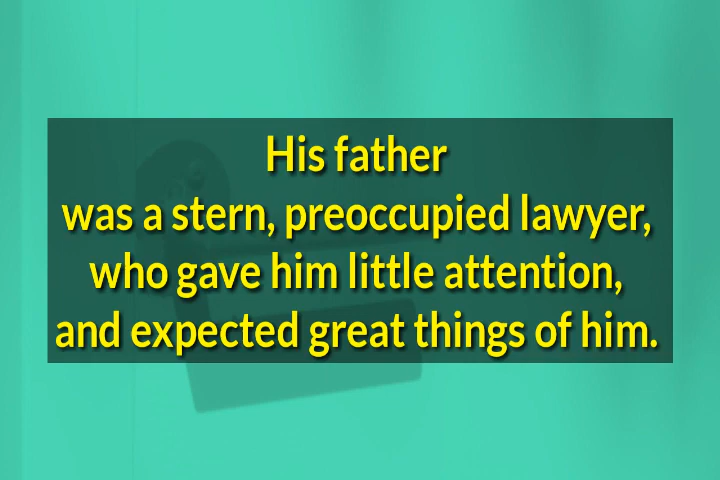 His father
was a stern, preoccupied lawyer,
who gave him little attention,
and expected great things of him.